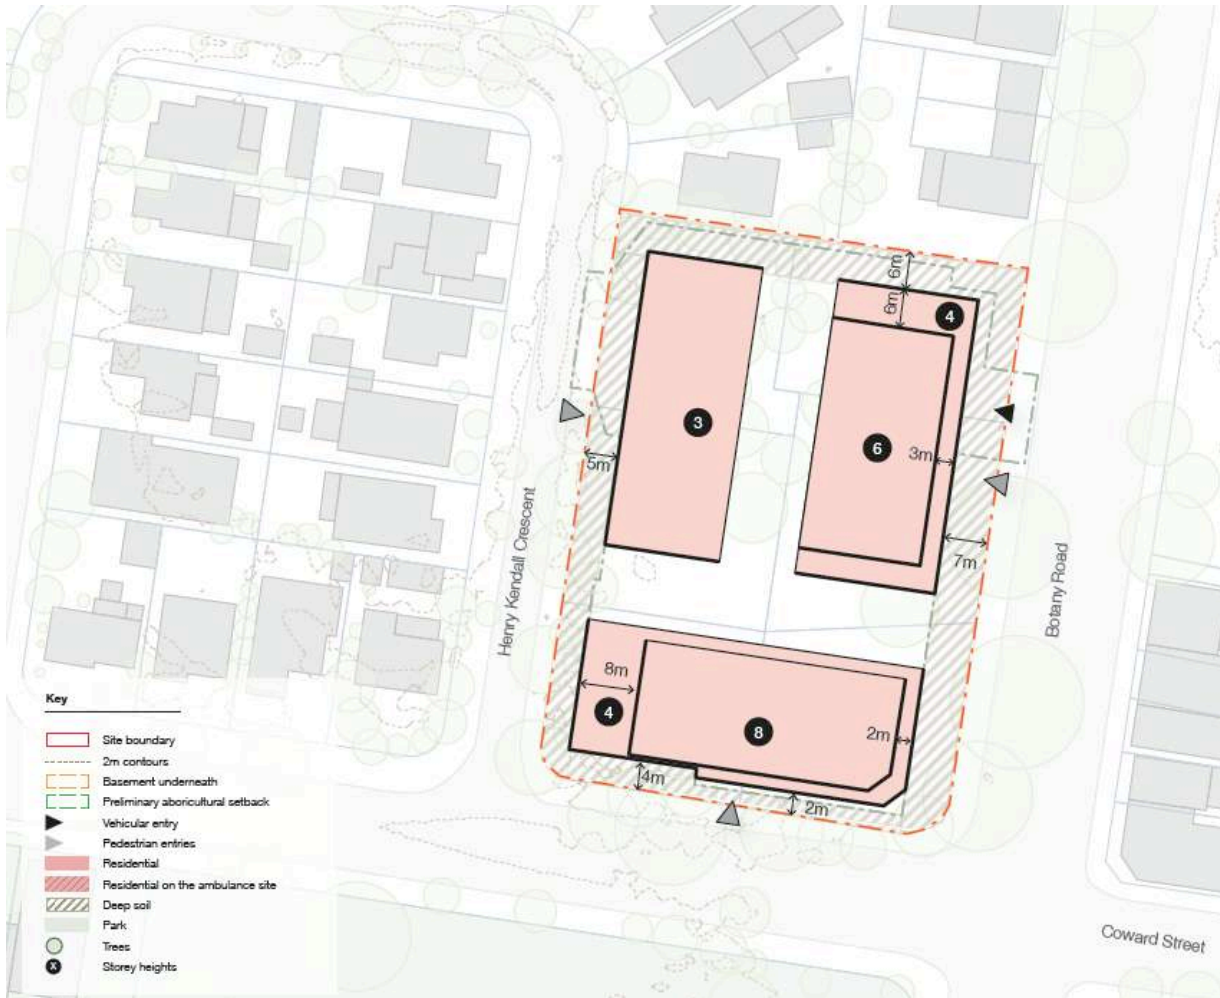 6m
6m
4
3
6
3m
5m
7m
Henry Kendall Crescent
Botany Road
8m
4
8
2m
4m
2m
Coward Street
Key
Site boundary
2m contours
Basement underneath
Preliminary aboricultural setback
Vehicular entry
Pedestrian entries
Residential
Residential on the ambulance site
Deep soil
Park
Trees
X Storey heights